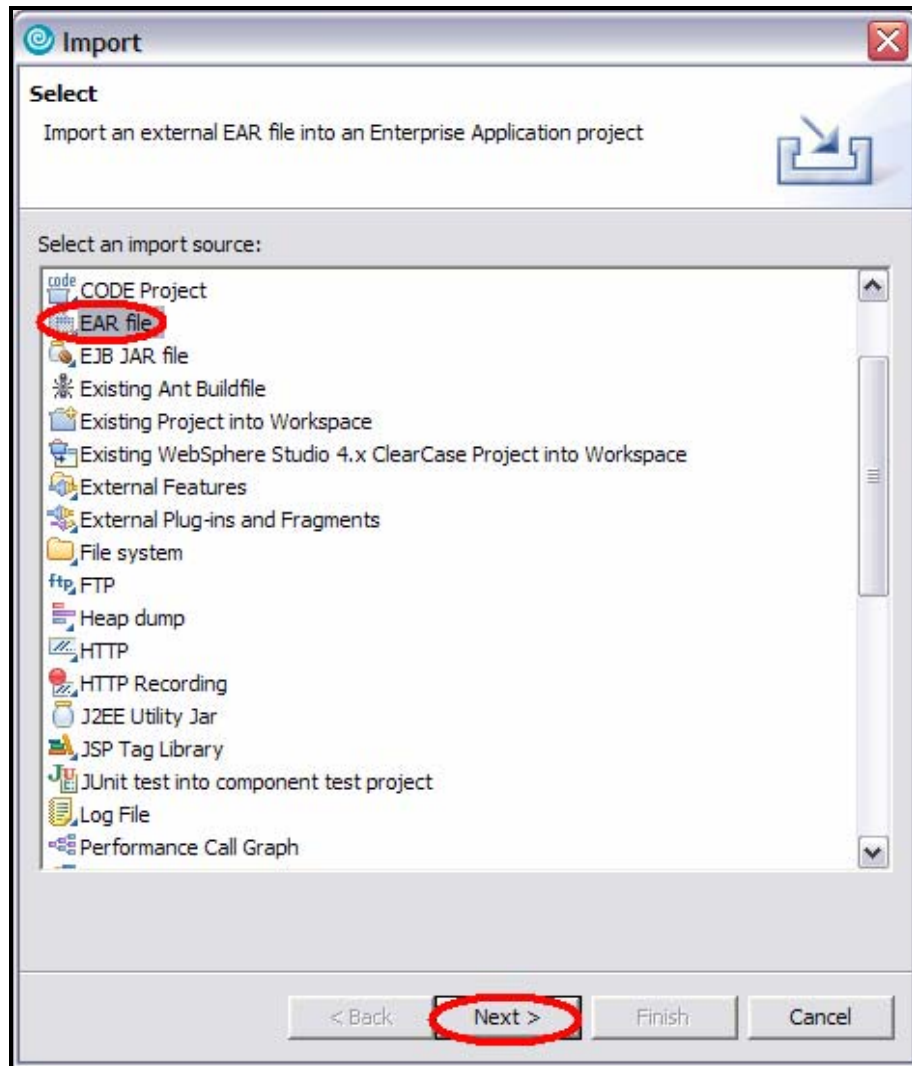 Import
Select
Import an external EAR file into an Enterprise Application project
Select an import source:
code
CODE Project
EAR file
EJB JAR file
Existing Ant Buildfile
Existing Project into Workspace
Existing WebSphere Studio 4.x ClearCase Project into Workspace
External Features
External Plug-ins and Fragments
File system
ftp FTP
Heap dump
HTTP
HTTP Recording
J2EE Utility Jar
JSP Tag Library
JU JUnit test into component test project
Log File
Performance Call Graph
< Back Next > Finish Cancel